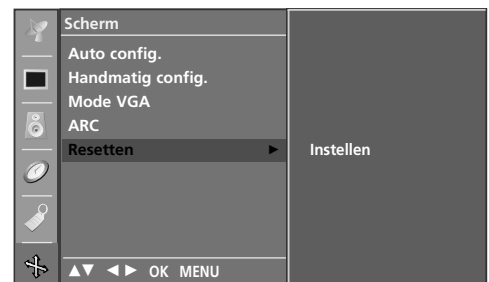 Scherm
Auto config.
Handmatig config.
Mode VGA
ARC
Resetten ► Instellen
▲▼ ◄► OK MENU